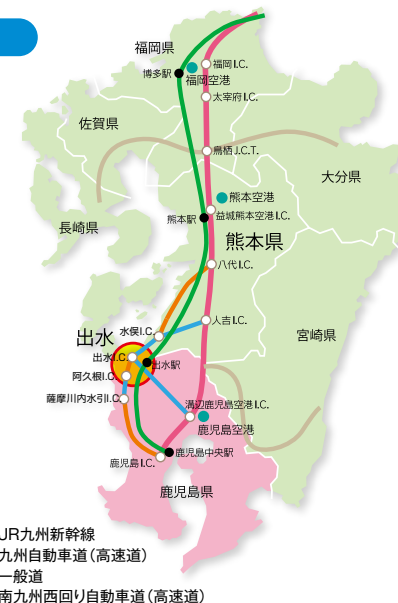 福岡県
福岡I.C.
博多駅
福岡空港
太宰府I.C.
佐賀県
鳥栖J.C.T.
大分県
熊本空港
熊本駅
益城熊本空港I.C.
長崎県
熊本県
八代I.C.
人吉I.C.
水俣I.C.
出水
宮崎県
出水I.C.
出水駅
阿久根I.C.
薩摩川内水引I.C.
溝辺鹿児島空港I.C.
鹿児島空港
鹿児島中央駅
鹿児島I.C.
鹿児島県
JR九州新幹線
九州自動車道(高速道)
一般道
南九州西回り自動車道(高速道)